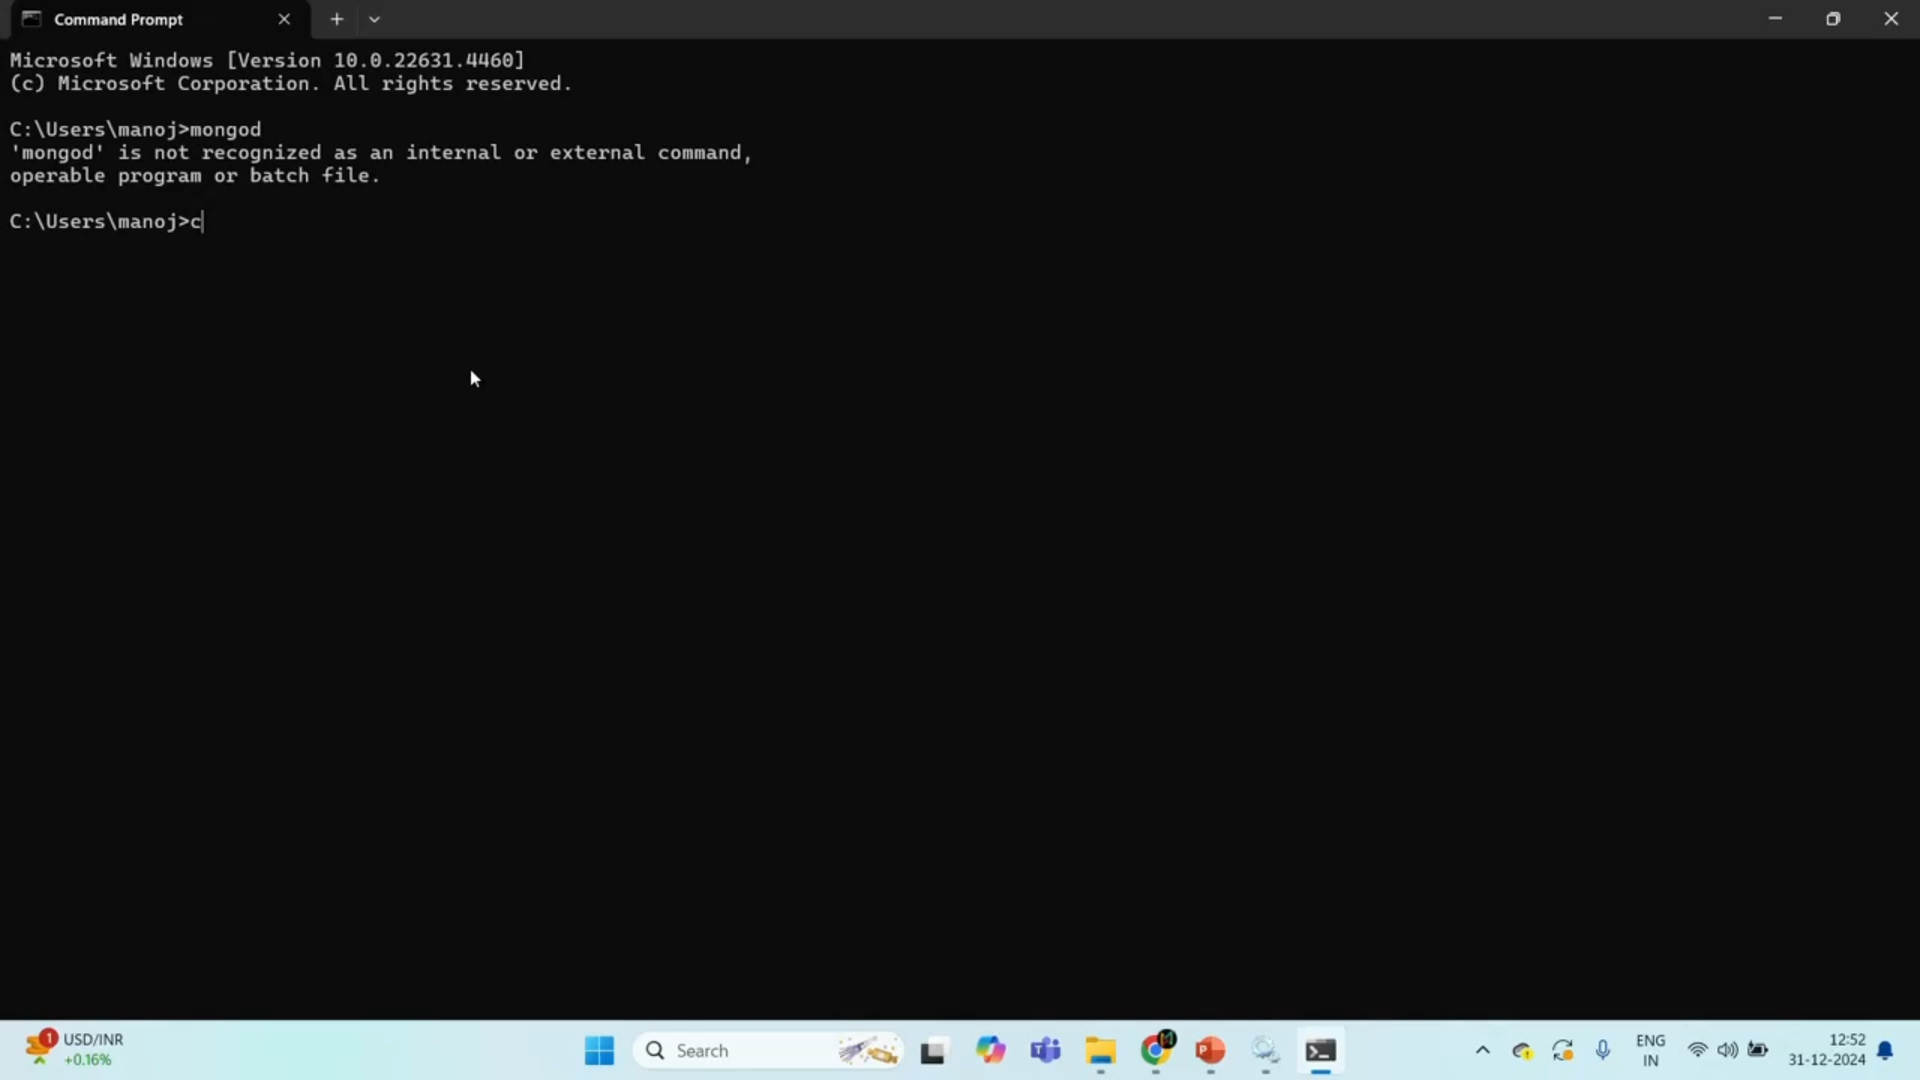 Command Prompt
Microsoft Windows [Version 10.0.22631.4460]
(c) Microsoft Corporation. All rights reserved.
C:\Users\manoj>mongod
'mongod' is not recognized as an internal or external command,
operable program or batch file.
C:\Users\manoj>c
1
USD/INR
+0.16%
Search
ENG
IN
12:52
31-12-2024